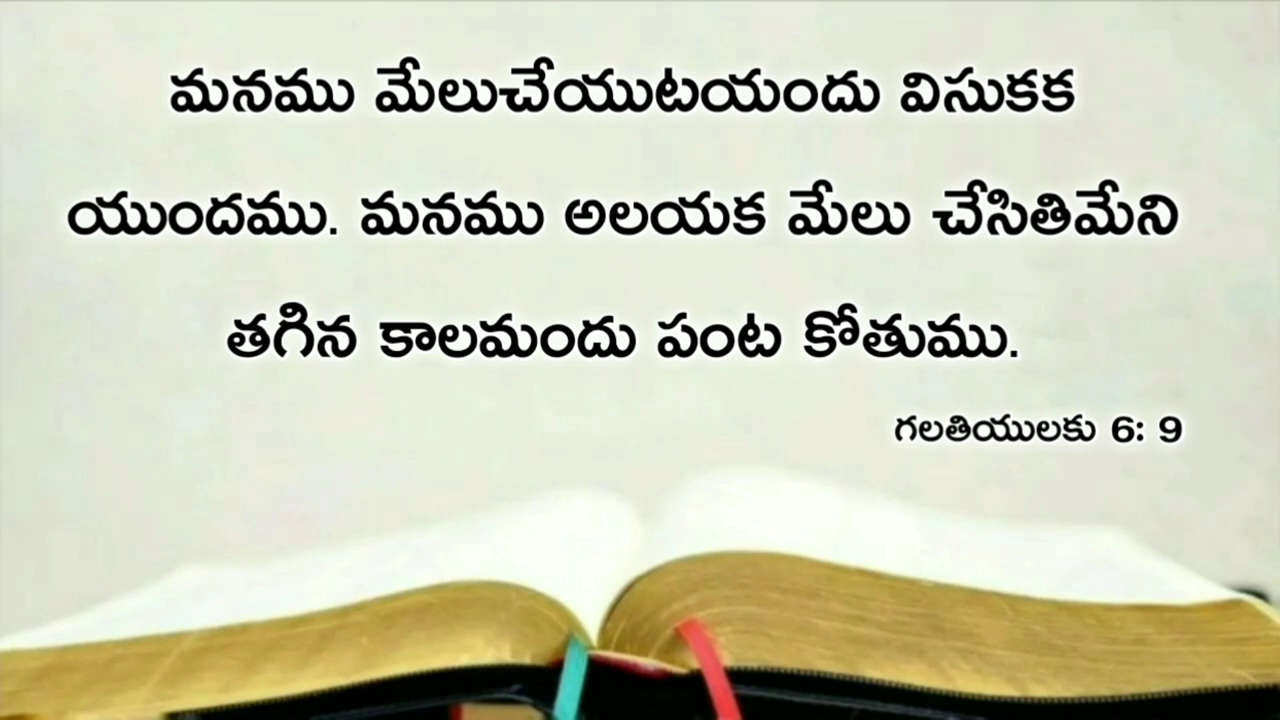 మనము మేలుచేయుటయందు విసుకక
యుందము. మనము అలయక మేలు చేసితిమేని
తగిన కాలమందు పంట కోతుము.
గలతియులకు 6: 9